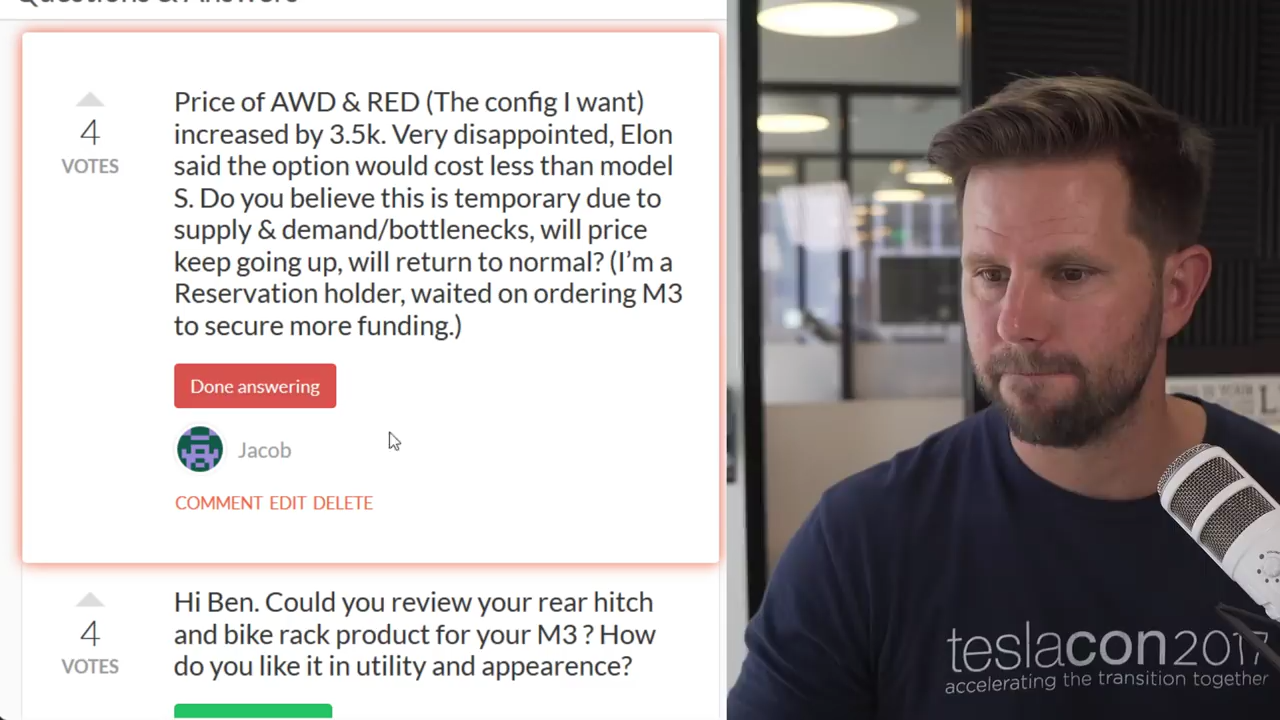 Questions & Answers
4
VOTES
Price of AWD & RED (The config I want)
increased by 3.5k. Very disappointed, Elon
said the option would cost less than model
S. Do you believe this is temporary due to
supply & demand/bottlenecks, will price
keep going up, will return to normal? (I’m a
Reservation holder, waited on ordering M3
to secure more funding.)
Done answering
Jacob
COMMENT EDIT DELETE
4
VOTES
Hi Ben. Could you review your rear hitch
and bike rack product for your M3 ? How
do you like it in utility and appearence?
teslacon2017
accelerating the transition together